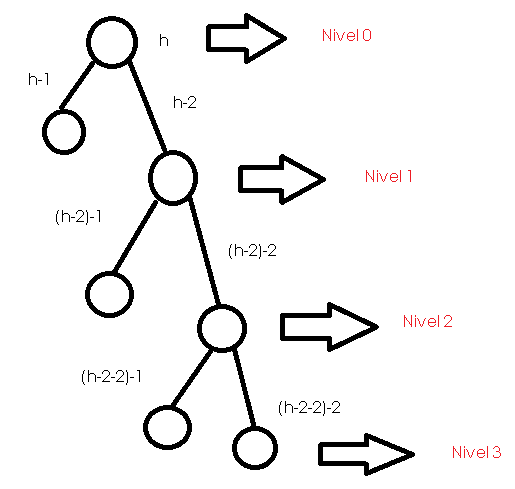 h
Nivel 0
h-1
h-2
Nivel 1
(h-2)-1
(h-2)-2
Nivel 2
(h-2-2)-1
(h-2-2)-2
Nivel 3